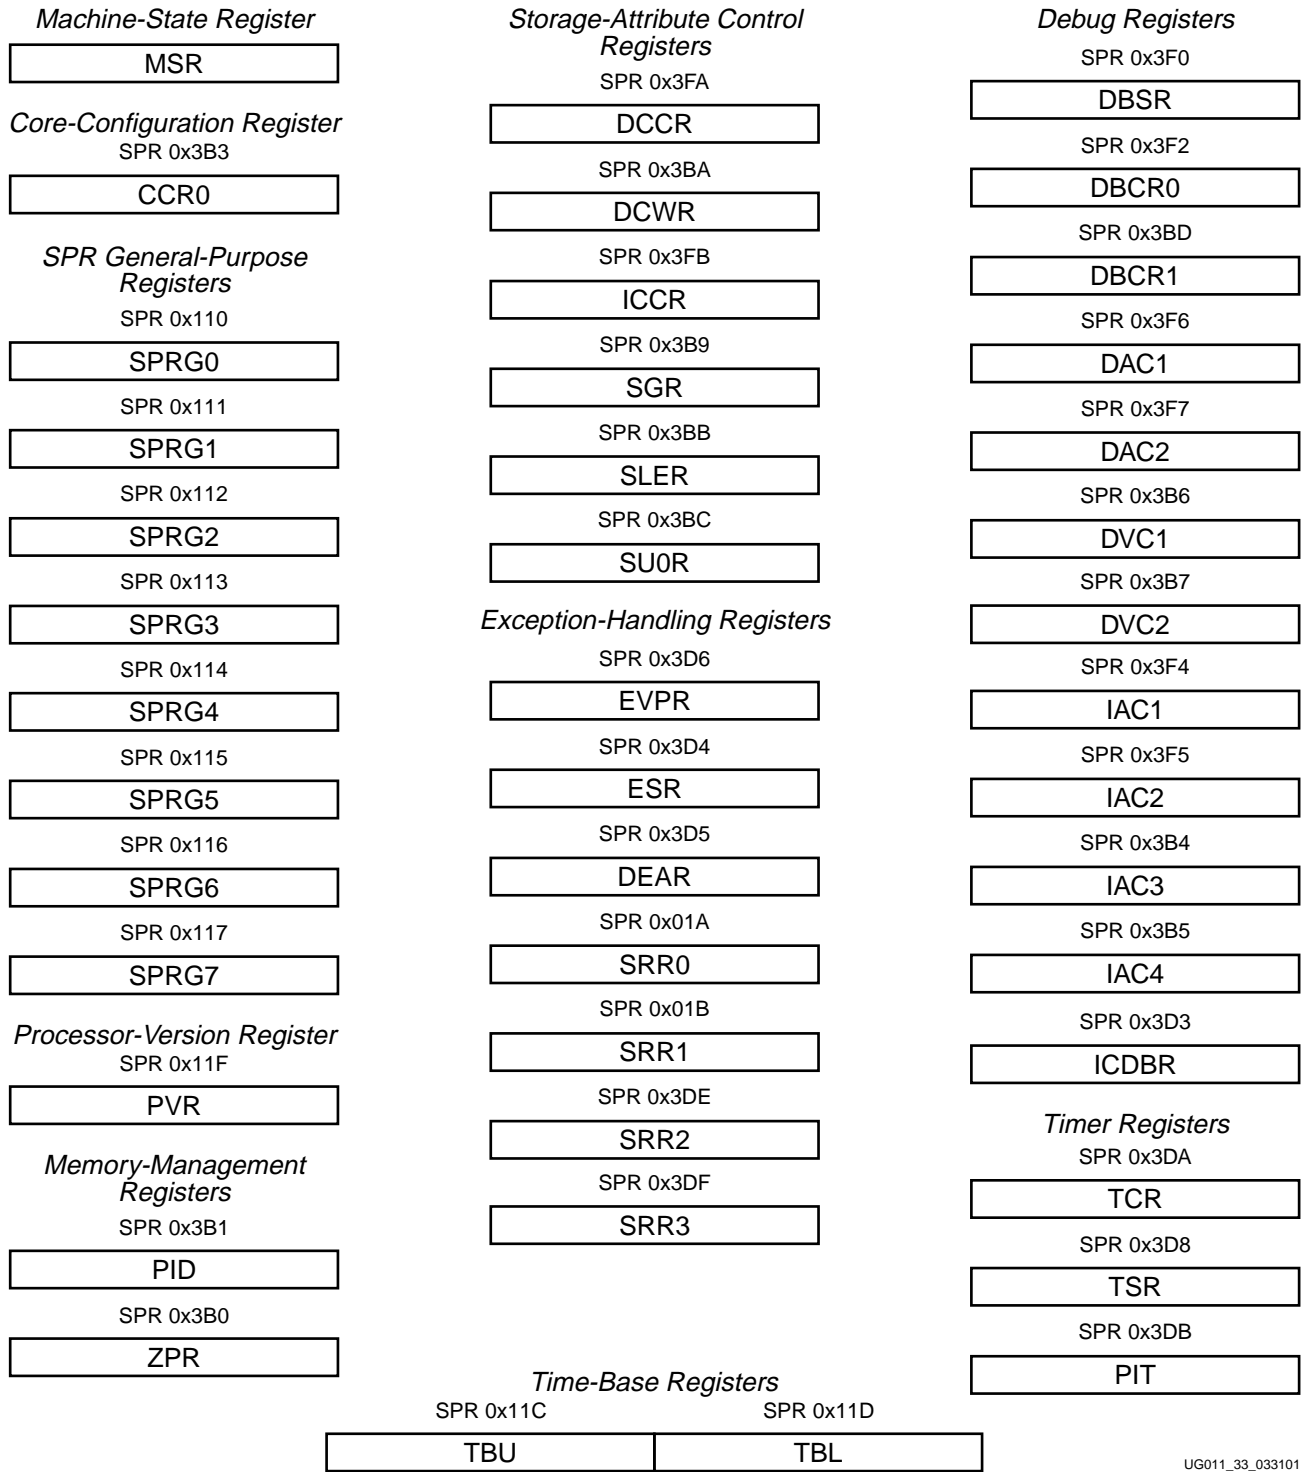 Machine-State Register
MSR
Core-Configuration Register
SPR 0x3B3
CCR0
SPR General-Purpose
Registers
SPR 0x110
SPRG0
SPR 0x111
SPRG1
SPR 0x112
SPRG2
SPR 0x113
SPRG3
SPR 0x114
SPRG4
SPR 0x115
SPRG5
SPR 0x116
SPRG6
SPR 0x117
SPRG7
Processor-Version Register
SPR 0x11F
PVR
Memory-Management
Registers
SPR 0x3B1
PID
SPR 0x3B0
ZPR
Storage-Attribute Control
Registers
SPR 0x3FA
DCCR
SPR 0x3BA
DCWR
SPR 0x3FB
ICCR
SPR 0x3B9
SGR
SPR 0x3BB
SLER
SPR 0x3BC
SU0R
Exception-Handling Registers
SPR 0x3D6
EVPR
SPR 0x3D4
ESR
SPR 0x3D5
DEAR
SPR 0x01A
SRR0
SPR 0x01B
SRR1
SPR 0x3DE
SRR2
SPR 0x3DF
SRR3
Debug Registers
SPR 0x3F0
DBSR
SPR 0x3F2
DBCR0
SPR 0x3BD
DBCR1
SPR 0x3F6
DAC1
SPR 0x3F7
DAC2
SPR 0x3B6
DVC1
SPR 0x3B7
DVC2
SPR 0x3F4
IAC1
SPR 0x3F5
IAC2
SPR 0x3B4
IAC3
SPR 0x3B5
IAC4
SPR 0x3D3
ICDBR
Timer Registers
SPR 0x3DA
TCR
SPR 0x3D8
TSR
SPR 0x3DB
PIT
Time-Base Registers
SPR 0x11C SPR 0x11D
TBU TBL
UG011_33_033101